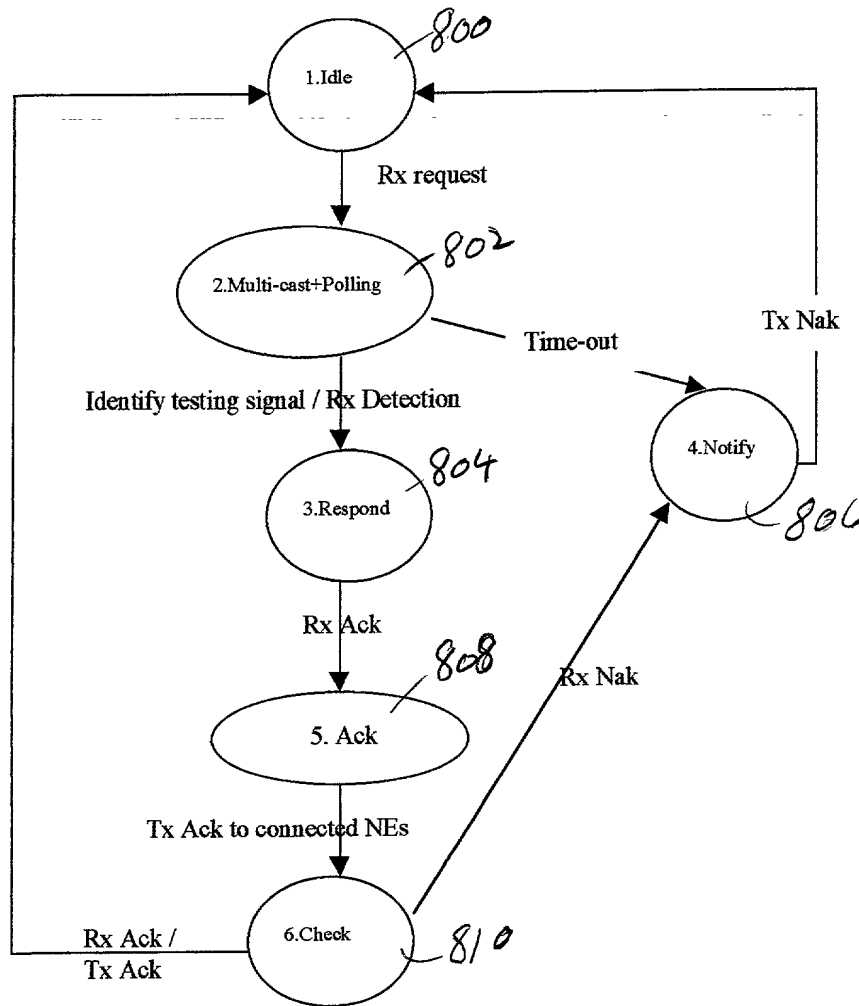 800
1.Idle
Rx request
802
2.Multi-cast+Polling
Tx Nak
Time-out
Identify testing signal / Rx Detection
804
4.Notify
3.Respond
806
Rx Ack
808
Rx Nak
5. Ack
Tx Ack to connected NEs
6.Check
810
Rx Ack /
Tx Ack